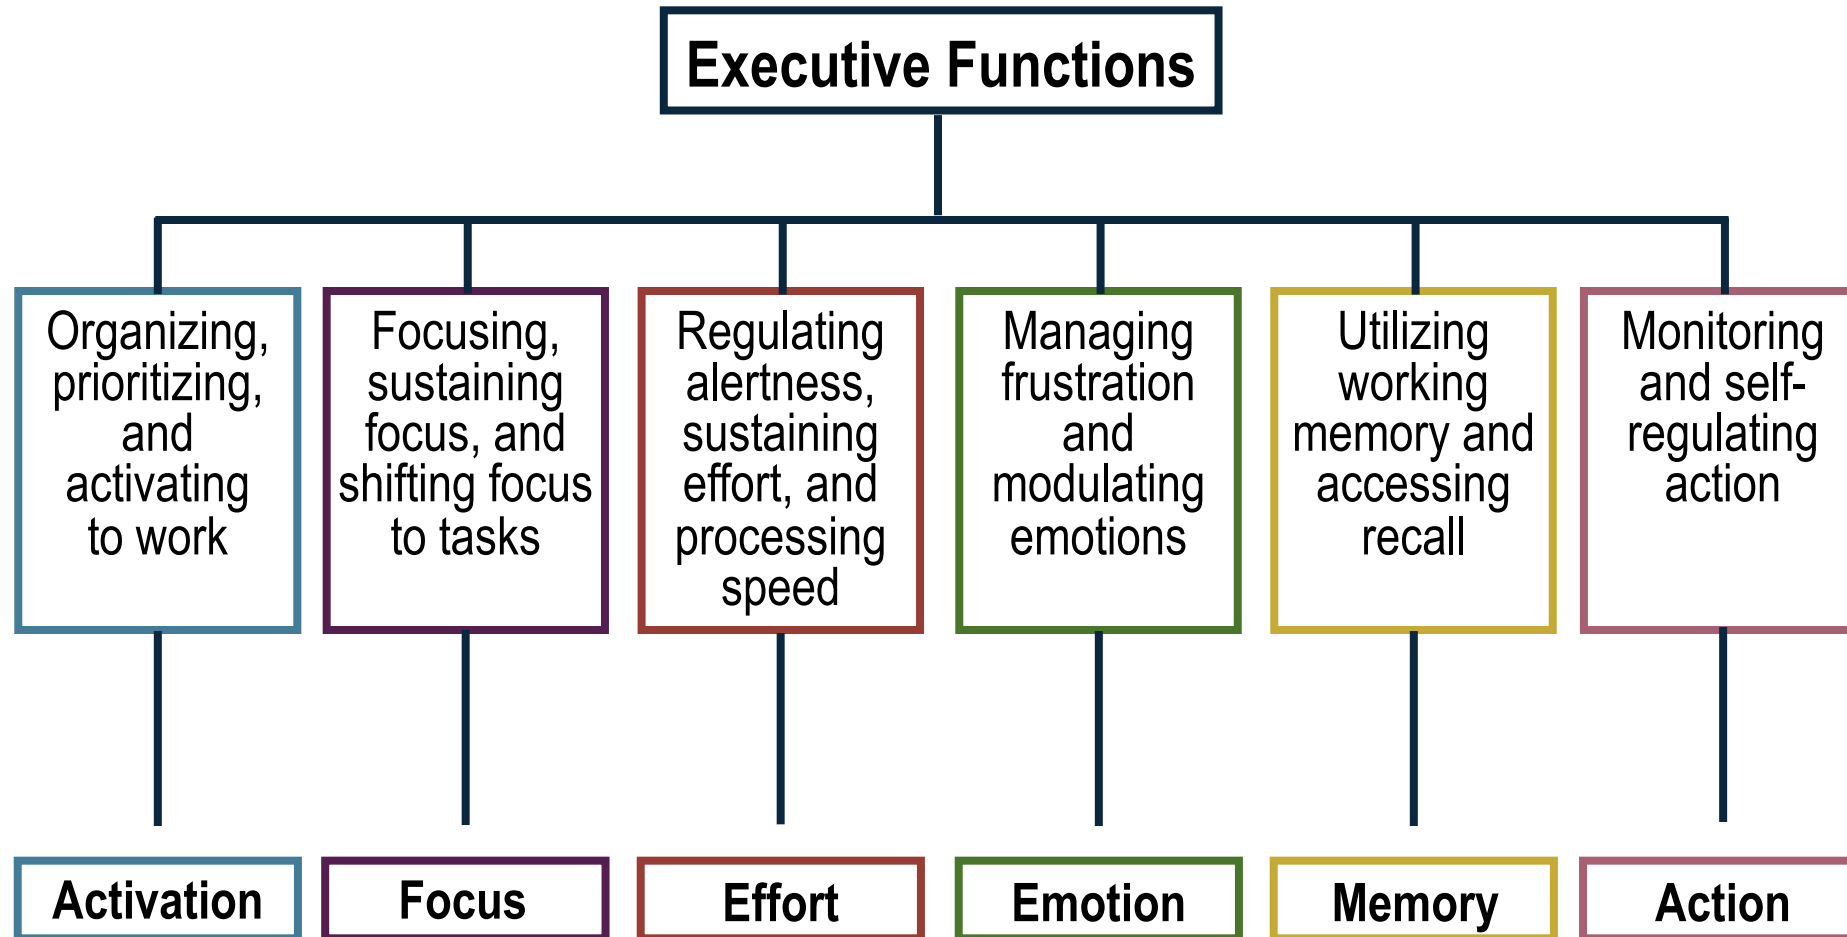 Executive Functions
Organizing,
prioritizing,
and
activating
to work
Focusing,
sustaining
focus, and
shifting focus
to tasks
Regulating
alertness,
sustaining
effort, and
processing
speed
Managing
frustration
and
modulating
emotions
Utilizing
working
memory and
accessing
recall
Monitoring
and self-
regulating
action
Activation
Focus
Effort
Emotion
Memory
Action